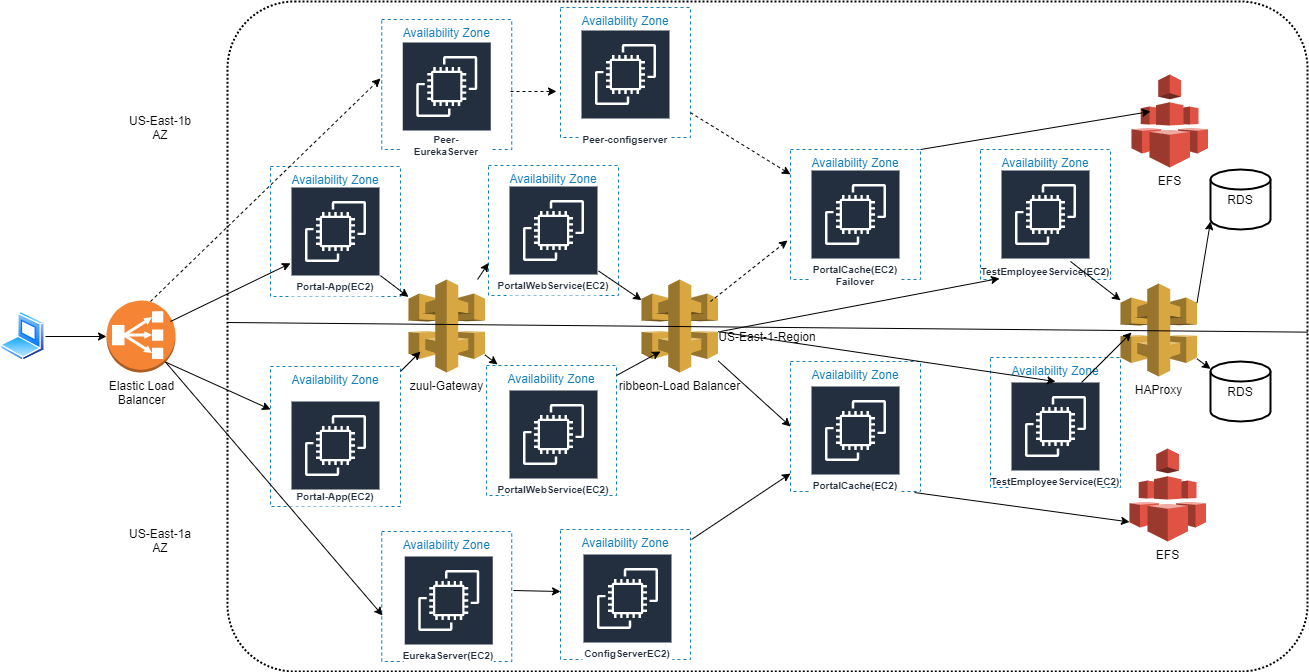 Availability Zone
Peer-
EurekaServer
Availability Zone
Peer-configserver
US-East-1b
AZ
Availability Zone
Portal-App(EC2)
Availability Zone
PortalWebService(EC2)
Availability Zone
PortalCache(EC2)
Failover
Availability Zone
TestEmployeeService(EC2)
EFS
RDS
US-East-1-Region
Elastic Load
Balancer
zuul-Gateway
ribbeon-Load Balancer
HAProxy
RDS
Availability Zone
Portal-App(EC2)
Availability Zone
PortalWebService(EC2)
Availability Zone
PortalCache(EC2)
Availability Zone
TestEmployeeService(EC2)
US-East-1a
AZ
EFS
Availability Zone
EurekaServer(EC2)
Availability Zone
ConfigServerEC2)